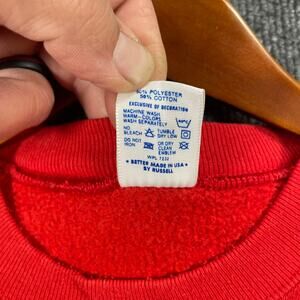 50% POLYESTER
50% COTTON
EXCLUSIVE OF DECORATION
MACHINE WASH
WARM-COLORS
WASH SEPARATELY
NO BLEACH TUMBLE DRY LOW
DO NOT IRON OR DRY CLEAN EMBLEM
WPL 7232
★ BETTER MADE IN USA ★
BY RUSSELL